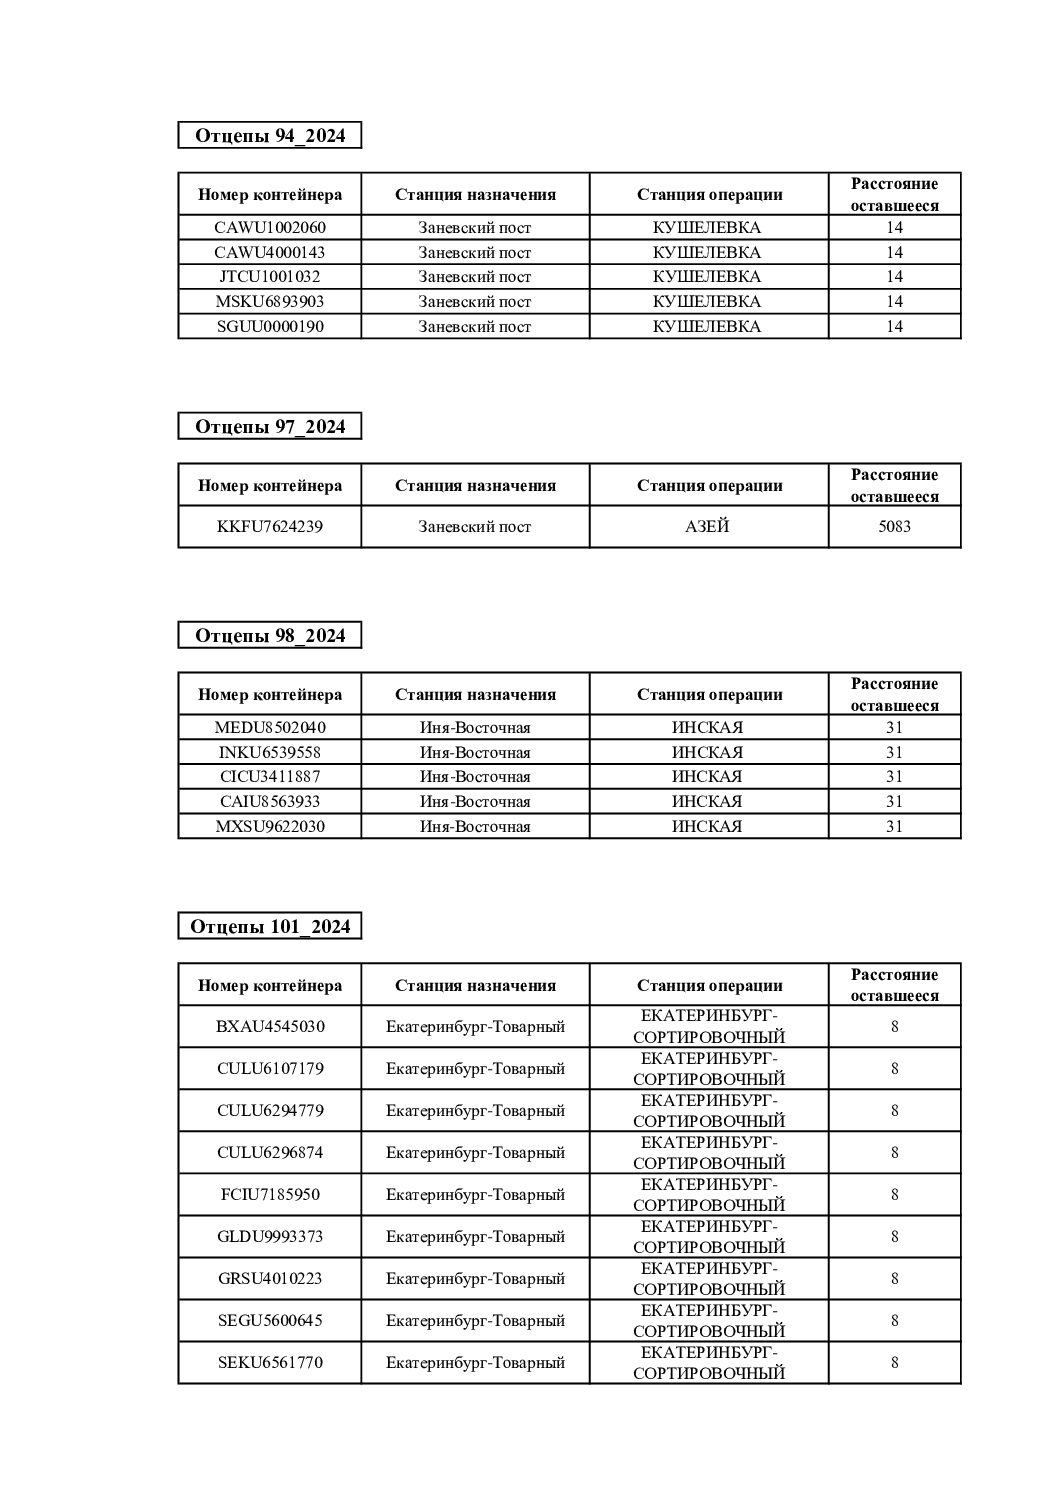 Отцепы 94_2024
Номер контейнера Станция назначения Станция операции Расстояние оставшееся
CAWU1002060 Заневский пост КУШЕЛЕВКА 14
CAWU4000143 Заневский пост КУШЕЛЕВКА 14
JTCU1001032 Заневский пост КУШЕЛЕВКА 14
MSKU6893903 Заневский пост КУШЕЛЕВКА 14
SGUU0000190 Заневский пост КУШЕЛЕВКА 14
Отцепы 97_2024
Номер контейнера Станция назначения Станция операции Расстояние оставшееся
KKFU7624239 Заневский пост АЗЕЙ 5083
Отцепы 98_2024
Номер контейнера Станция назначения Станция операции Расстояние оставшееся
MEDU8502040 Иня-Восточная ИНСКАЯ 31
INKU6539558 Иня-Восточная ИНСКАЯ 31
CICU3411887 Иня-Восточная ИНСКАЯ 31
CAIU8563933 Иня-Восточная ИНСКАЯ 31
MXSU9622030 Иня-Восточная ИНСКАЯ 31
Отцепы 101_2024
Номер контейнера Станция назначения Станция операции Расстояние оставшееся
BXAU4545030 Екатеринбург-Товарный ЕКАТЕРИНБУРГ-СОРТИРОВОЧНЫЙ 8
CULU6107179 Екатеринбург-Товарный ЕКАТЕРИНБУРГ-СОРТИРОВОЧНЫЙ 8
CULU6294779 Екатеринбург-Товарный ЕКАТЕРИНБУРГ-СОРТИРОВОЧНЫЙ 8
CULU6296874 Екатеринбург-Товарный ЕКАТЕРИНБУРГ-СОРТИРОВОЧНЫЙ 8
FCIU7185950 Екатеринбург-Товарный ЕКАТЕРИНБУРГ-СОРТИРОВОЧНЫЙ 8
GLDU9993373 Екатеринбург-Товарный ЕКАТЕРИНБУРГ-СОРТИРОВОЧНЫЙ 8
GRSU4010223 Екатеринбург-Товарный ЕКАТЕРИНБУРГ-СОРТИРОВОЧНЫЙ 8
SEGU5600645 Екатеринбург-Товарный ЕКАТЕРИНБУРГ-СОРТИРОВОЧНЫЙ 8
SEKU6561770 Екатеринбург-Товарный ЕКАТЕРИНБУРГ-СОРТИРОВОЧНЫЙ 8